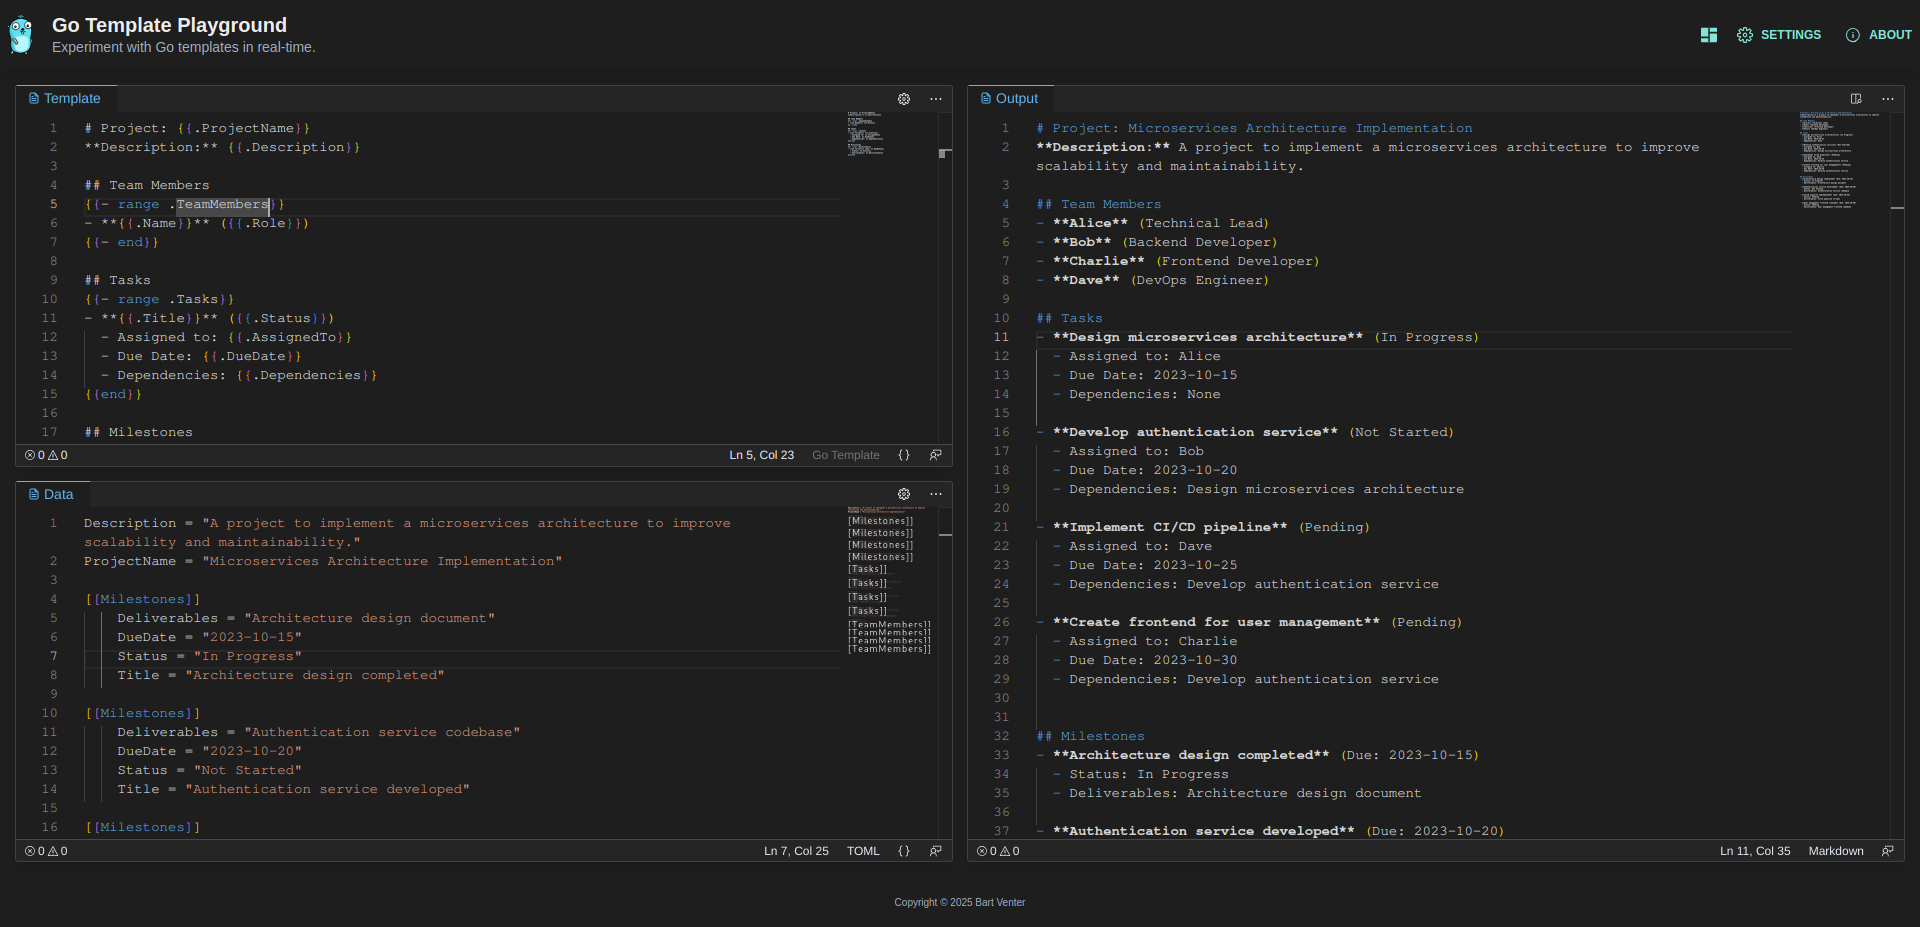 Go Template Playground
Experiment with Go templates in real-time.
SETTINGS
ABOUT
Template
1 # Project: {{.ProjectName}}
2 **Description:** {{.Description}}
3
4 ## Team Members
5 {{- range .TeamMembers}}
6 - **{{.Name}}** ({{.Role}})
7 {{- end}}
8
9 ## Tasks
10 {{- range .Tasks}}
11 - **{{.Title}}** ({{.Status}})
12 - Assigned to: {{.AssignedTo}}
13 - Due Date: {{.DueDate}}
14 - Dependencies: {{.Dependencies}}
15 {{end}}
16
17 ## Milestones
0 0
Ln 5, Col 23 Go Template {}
Data
1 Description = "A project to implement a microservices architecture to improve
scalability and maintainability."
2 ProjectName = "Microservices Architecture Implementation"
3
4 [[Milestones]]
5 Deliverables = "Architecture design document"
6 DueDate = "2023-10-15"
7 Status = "In Progress"
8 Title = "Architecture design completed"
9
10 [[Milestones]]
11 Deliverables = "Authentication service codebase"
12 DueDate = "2023-10-20"
13 Status = "Not Started"
14 Title = "Authentication service developed"
15
16 [[Milestones]]
[Milestones]]
[Milestones]]
[Milestones]]
[Milestones]]
[Tasks]]
[Tasks]]
[Tasks]]
[Tasks]]
[TeamMembers]]
[TeamMembers]]
[TeamMembers]]
[TeamMembers]]
0 0
Ln 7, Col 25 TOML {}
Output
1 # Project: Microservices Architecture Implementation
2 **Description:** A project to implement a microservices architecture to improve
scalability and maintainability.
3
4 ## Team Members
5 - **Alice** (Technical Lead)
6 - **Bob** (Backend Developer)
7 - **Charlie** (Frontend Developer)
8 - **Dave** (DevOps Engineer)
9
10 ## Tasks
11 - **Design microservices architecture** (In Progress)
12 - Assigned to: Alice
13 - Due Date: 2023-10-15
14 - Dependencies: None
15
16 - **Develop authentication service** (Not Started)
17 - Assigned to: Bob
18 - Due Date: 2023-10-20
19 - Dependencies: Design microservices architecture
20
21 - **Implement CI/CD pipeline** (Pending)
22 - Assigned to: Dave
23 - Due Date: 2023-10-25
24 - Dependencies: Develop authentication service
25
26 - **Create frontend for user management** (Pending)
27 - Assigned to: Charlie
28 - Due Date: 2023-10-30
29 - Dependencies: Develop authentication service
30
31
32 ## Milestones
33 - **Architecture design completed** (Due: 2023-10-15)
34 - Status: In Progress
35 - Deliverables: Architecture design document
36
37 - **Authentication service developed** (Due: 2023-10-20)
0 0
Ln 11, Col 35 Markdown
Copyright © 2025 Bart Venter